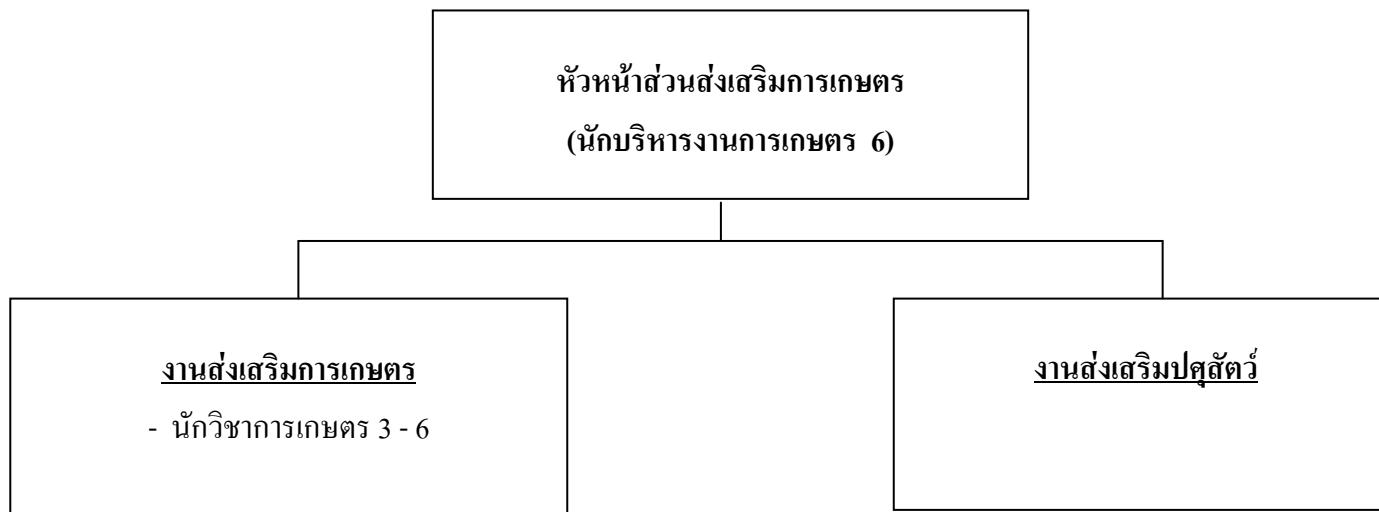 หัวหน้าส่วนส่งเสริมการเกษตร
(นักบริหารงานการเกษตร 6)
งานส่งเสริมการเกษตร
- นักวิชาการเกษตร 3 - 6
งานส่งเสริมปศุสัตว์